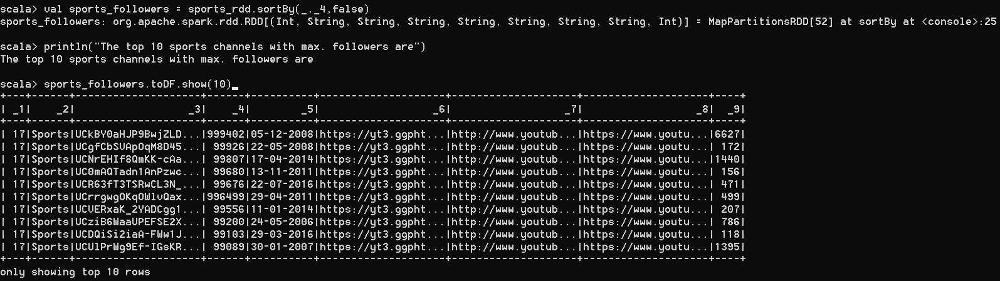 scala> val sports_followers = sports_rdd.sortBy(_._4,false)
sports_followers: org.apache.spark.rdd.RDD[(Int, String, String, String, String, String, String, String, Int)] = MapPartitionsRDD[52] at sortBy at <console>:25
scala> println("The top 10 sports channels with max. followers are")
The top 10 sports channels with max. followers are
scala> sports_followers.toDF.show(10)
+---+------+--------------------+------+----------+--------------------+--------------------+--------------------+----+
| _1|    _2|                  _3|    _4|        _5|                  _6|                  _7|                  _8|  _9|
+---+------+--------------------+------+----------+--------------------+--------------------+--------------------+----+
| 17|Sports|UCkBY0aHJP9BwjZLD...|999402|05-12-2008|https://yt3.ggpht...|http://www.youtub...|https://www.youtu...|6627|
| 17|Sports|UCgfCbSVApOqM8D45...| 99926|22-05-2008|https://yt3.ggpht...|http://www.youtub...|https://www.youtu...| 172|
| 17|Sports|UCNrEHIf8QmKK-cAa...| 99807|17-04-2014|https://yt3.ggpht...|http://www.youtub...|https://www.youtu...|1440|
| 17|Sports|UC0mAQTadn1AnPzwc...| 99680|13-11-2011|https://yt3.ggpht...|http://www.youtub...|https://www.youtu...| 156|
| 17|Sports|UCR63fT3TSRwCL3N_...| 99676|22-07-2016|https://yt3.ggpht...|http://www.youtub...|https://www.youtu...| 471|
| 17|Sports|UCrrgwgOKqOWlvQax...|996499|29-04-2011|https://yt3.ggpht...|http://www.youtub...|https://www.youtu...| 499|
| 17|Sports|UCVERxaK_2YADCgg1...| 99556|11-01-2014|https://yt3.ggpht...|http://www.youtub...|https://www.youtu...| 207|
| 17|Sports|UCziB6WaaUPEFSE2X...| 99200|24-05-2006|https://yt3.ggpht...|http://www.youtub...|https://www.youtu...| 786|
| 17|Sports|UCDQiSi2iaA-FWw1J...| 99103|29-03-2016|https://yt3.ggpht...|http://www.youtub...|https://www.youtu...| 118|
| 17|Sports|UCUlPrWg9Ef-IGsKR...| 99089|30-01-2007|https://yt3.ggpht...|http://www.youtub...|https://www.youtu...|1395|
+---+------+--------------------+------+----------+--------------------+--------------------+--------------------+----+
only showing top 10 rows